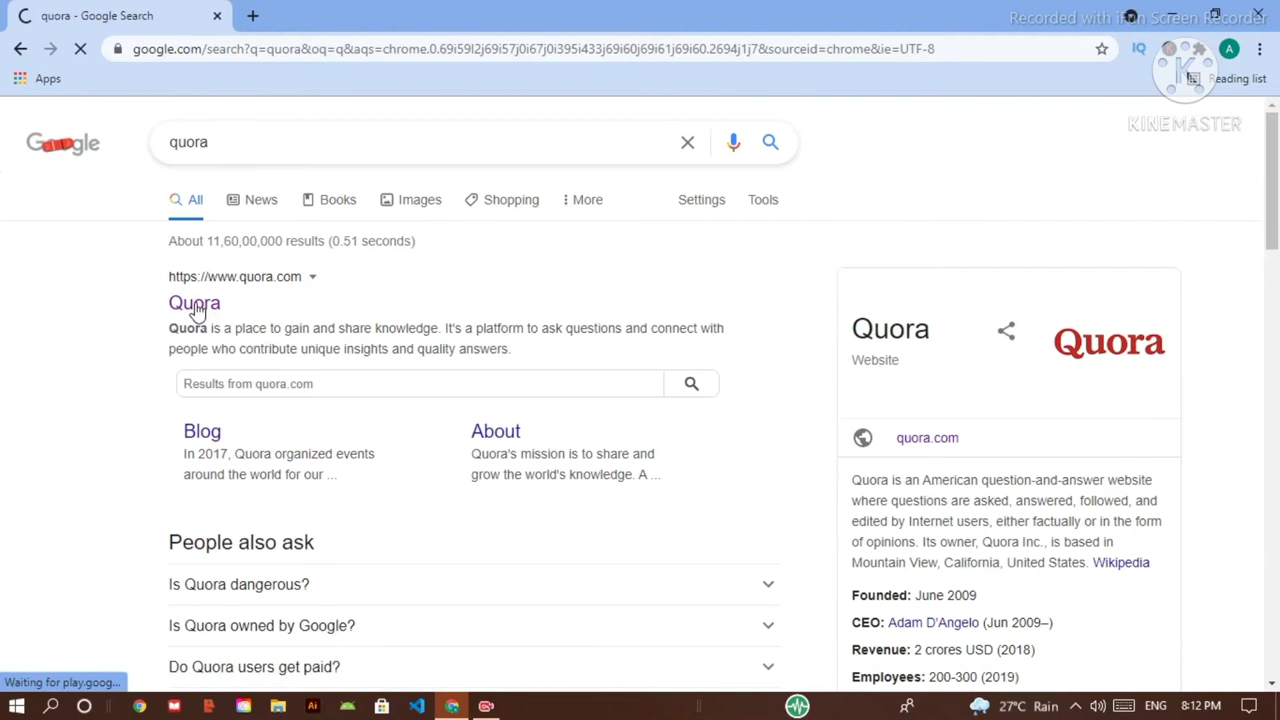 quora - Google Search
Recorded with iFun Screen Recorder
google.com/search?q=quora&oq=q&aqs=chrome.0.69i59l2j69i57j0i67j0i395i433j69i60j69i61j69i60.2694j1j7&sourceid=chrome&ie=UTF-8
IQ
A
Apps
Reading list
K
KINEMASTER
Google
quora
All
News
Books
Images
Shopping
More
Settings
Tools
About 11,60,00,000 results (0.51 seconds)
https://www.quora.com
Quora
Quora is a place to gain and share knowledge. It's a platform to ask questions and connect with
people who contribute unique insights and quality answers.
Results from quora.com
Blog
In 2017, Quora organized events
around the world for our ...
About
Quora's mission is to share and
grow the world's knowledge. A ...
People also ask
Is Quora dangerous?
Is Quora owned by Google?
Do Quora users get paid?
Quora
Website
Quora
quora.com
Quora is an American question-and-answer website
where questions are asked, answered, followed, and
edited by Internet users, either factually or in the form
of opinions. Its owner, Quora Inc., is based in
Mountain View, California, United States. Wikipedia
Founded: June 2009
CEO: Adam D'Angelo (Jun 2009–)
Revenue: 2 crores USD (2018)
Employees: 200-300 (2019)
Waiting for play.goog...
Ai
27°C Rain
ENG
8:12 PM